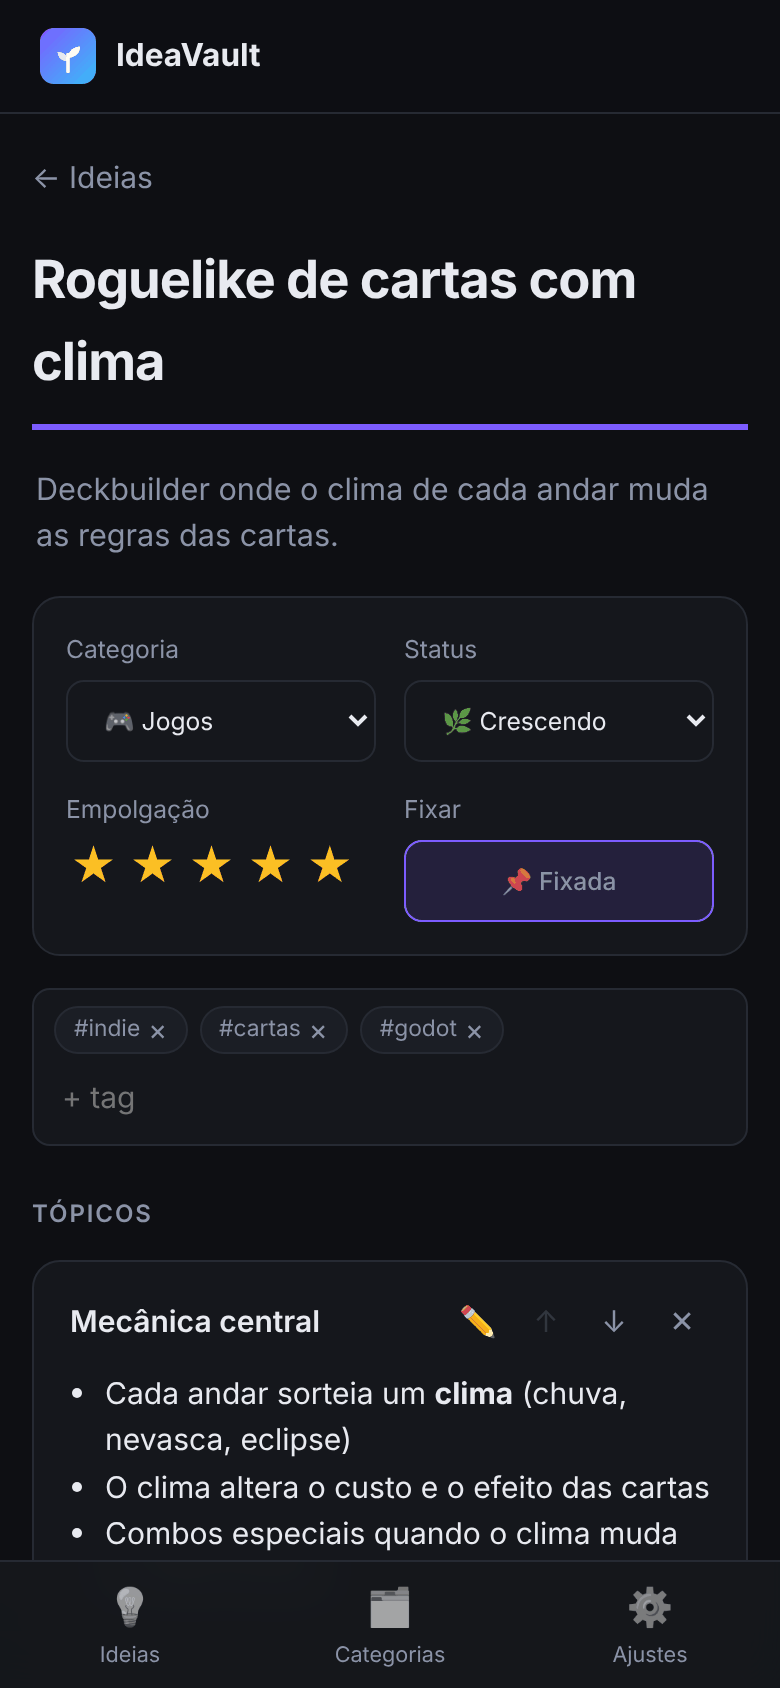 IdeaVault
← Ideias
Roguelike de cartas com
clima
Deckbuilder onde o clima de cada andar muda
as regras das cartas.
Categoria
Status
🎮 Jogos
🌿 Crescendo
Empolgação
Fixar
★ ★ ★ ★ ★
📌 Fixada
#indie × #cartas × #godot ×
+ tag
TÓPICOS
Mecânica central
• Cada andar sorteia um clima (chuva,
nevasca, eclipse)
• O clima altera o custo e o efeito das cartas
• Combos especiais quando o clima muda
Ideias
Categorias
Ajustes